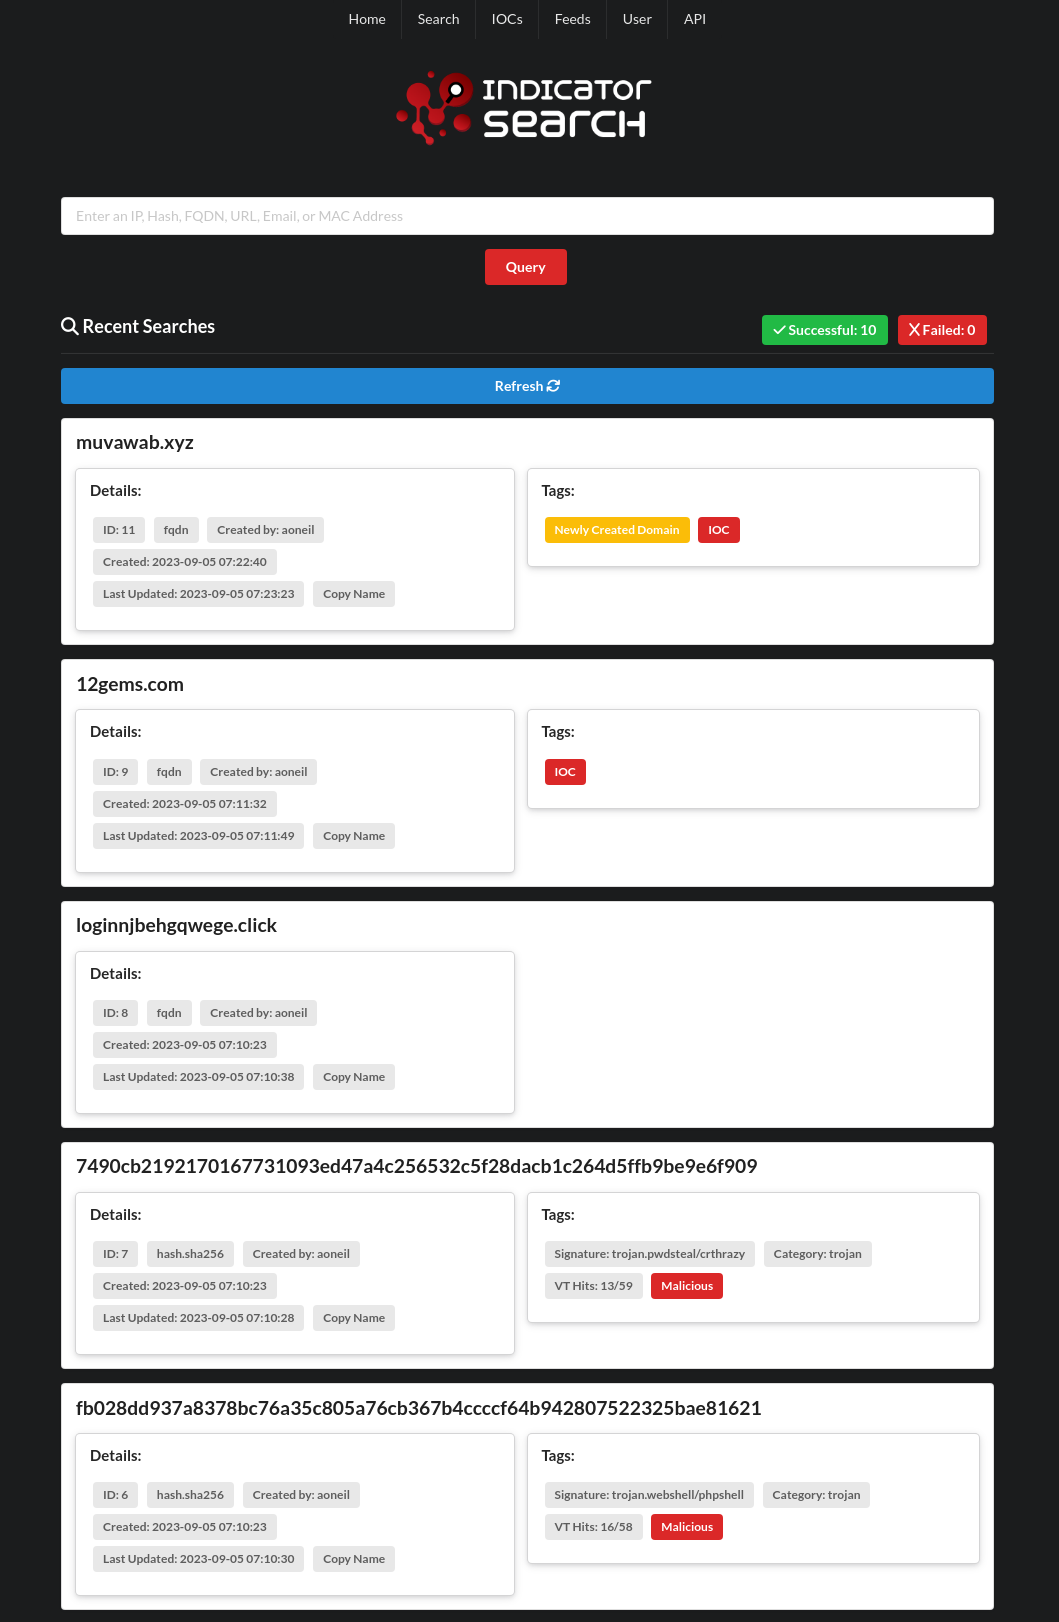 Home Search IOCs Feeds User API
INDICATOR
SEARCH
Enter an IP, Hash, FQDN, URL, Email, or MAC Address
Query
Recent Searches Successful: 10 Failed: 0
Refresh
muvawab.xyz
Details: Tags:
ID: 11 fqdn Created by: aoneil Newly Created Domain IOC
Created: 2023-09-05 07:22:40
Last Updated: 2023-09-05 07:23:23 Copy Name
12gems.com
Details: Tags:
ID: 9 fqdn Created by: aoneil IOC
Created: 2023-09-05 07:11:32
Last Updated: 2023-09-05 07:11:49 Copy Name
loginnjbehgqwege.click
Details:
ID: 8 fqdn Created by: aoneil
Created: 2023-09-05 07:10:23
Last Updated: 2023-09-05 07:10:38 Copy Name
7490cb2192170167731093ed47a4c256532c5f28dacb1c264d5ffb9be9e6f909
Details: Tags:
ID: 7 hash.sha256 Created by: aoneil Signature: trojan.pwdsteal/crthrazy Category: trojan
Created: 2023-09-05 07:10:23 VT Hits: 13/59 Malicious
Last Updated: 2023-09-05 07:10:28 Copy Name
fb028dd937a8378bc76a35c805a76cb367b4ccccf64b942807522325bae81621
Details: Tags:
ID: 6 hash.sha256 Created by: aoneil Signature: trojan.webshell/phpshell Category: trojan
Created: 2023-09-05 07:10:23 VT Hits: 16/58 Malicious
Last Updated: 2023-09-05 07:10:30 Copy Name